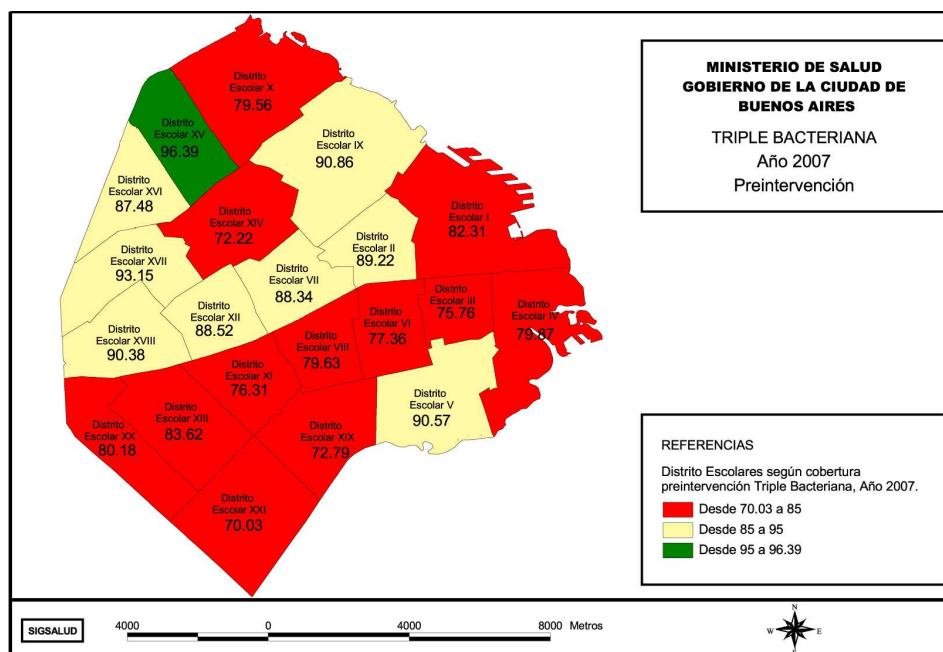 MINISTERIO DE SALUD
GOBIERNO DE LA CIUDAD DE
BUENOS AIRES
TRIPLE BACTERIANA
Año 2007
Preintervención
Distrito
Escolar X
79.56
Distrito
Escolar XV
96.39
Distrito
Escolar IX
90.86
Distrito
Escolar XVI
87.48
Distrito
Escolar XIV
72.22
Distrito
Escolar I
82.31
Distrito
Escolar II
89.22
Distrito
Escolar XVII
93.15
Distrito
Escolar VII
88.34
Distrito
Escolar XII
88.52
Distrito
Escolar III
75.76
Distrito
Escolar IV
79.87
Distrito
Escolar VI
77.36
Distrito
Escolar XVIII
90.38
Distrito
Escolar VIII
79.63
Distrito
Escolar XI
76.31
Distrito
Escolar V
90.57
Distrito
Escolar XIII
83.62
Distrito
Escolar XX
80.18
Distrito
Escolar XIX
72.79
Distrito
Escolar XXI
70.03
REFERENCIAS
Distrito Escolares según cobertura
preintervención Triple Bacteriana, Año 2007.
Desde 70.03 a 85
Desde 85 a 95
Desde 95 a 96.39
SIGSALUD
4000 0 4000 8000 Metros
N
W E
S